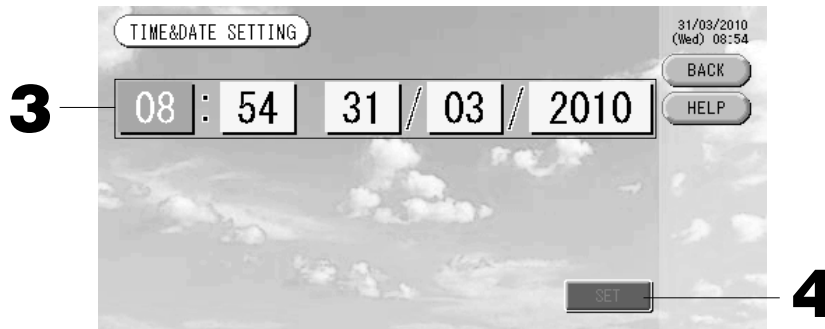 TIME&DATE SETTING
31/03/2010
(Wed) 08:54
BACK
HELP
3
08 : 54 31 / 03 / 2010
SET
4